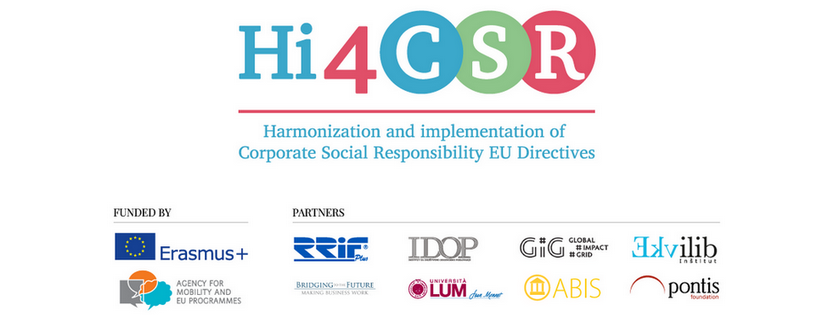 Hi4CSR
Harmonization and implementation of
Corporate Social Responsibility EU Directives
FUNDED BY
Erasmus+
AGENCY FOR
MOBILITY AND
EU PROGRAMMES
PARTNERS
RRiF
Plus
IDOP
GiG
GLOBAL
IMPACT
GRID
Ekvilib
Inštitut
BRIDGING TO THE FUTURE
MAKING BUSINESS WORK
UNIVERSITÀ
LUM
Jean Monnet
ABIS
pontis
foundation